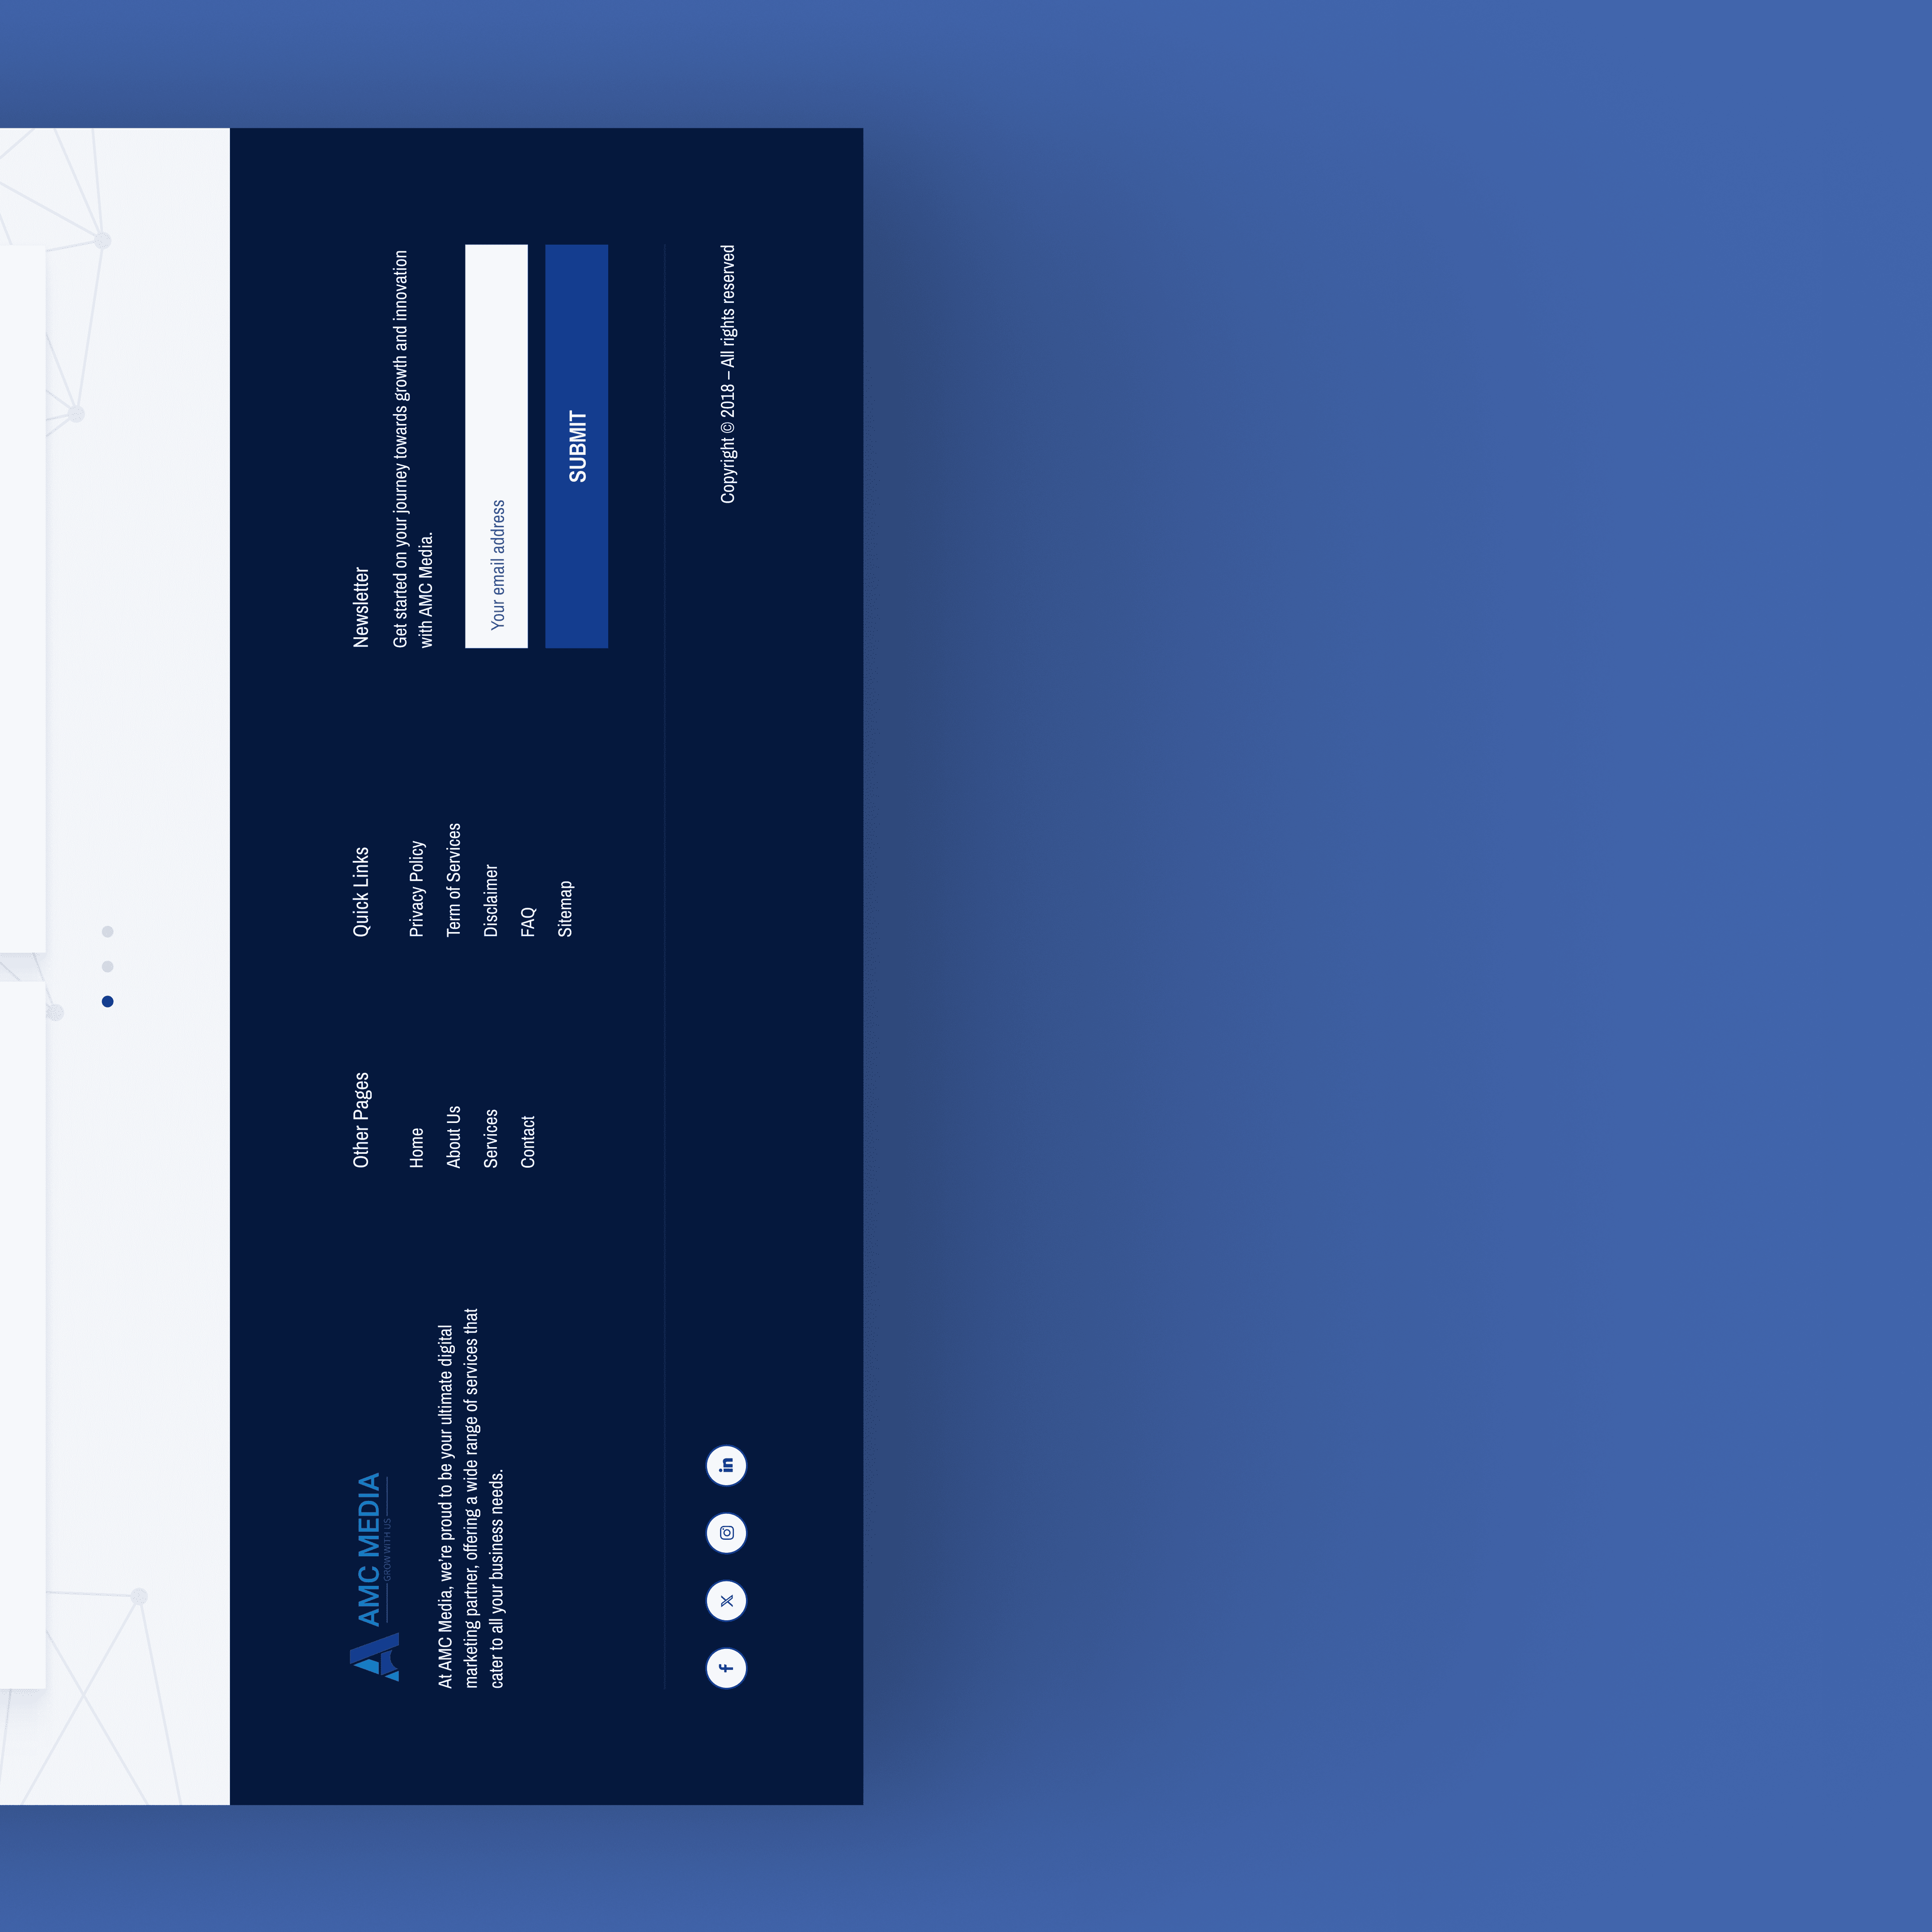 AMC MEDIA
GROW WITH US
At AMC Media, we're proud to be your ultimate digital
marketing partner, offering a wide range of services that
cater to all your business needs.
Other Pages
Home
About Us
Services
Contact
Quick Links
Privacy Policy
Term of Services
Disclaimer
FAQ
Sitemap
Newsletter
Get started on your journey towards growth and innovation
with AMC Media.
Your email address
SUBMIT
Copyright © 2018 – All rights reserved